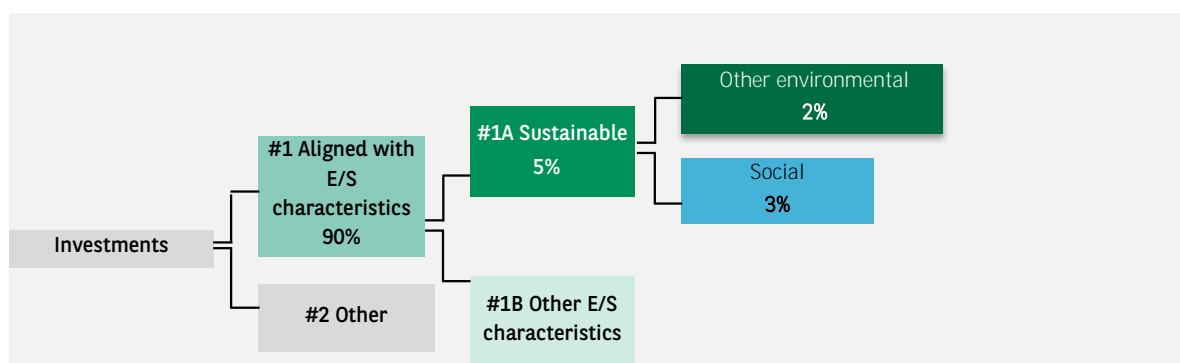 Investments
#1 Aligned with
E/S
characteristics
90%
#2 Other
#1A Sustainable
5%
#1B Other E/S
characteristics
Other environmental
2%
Social
3%